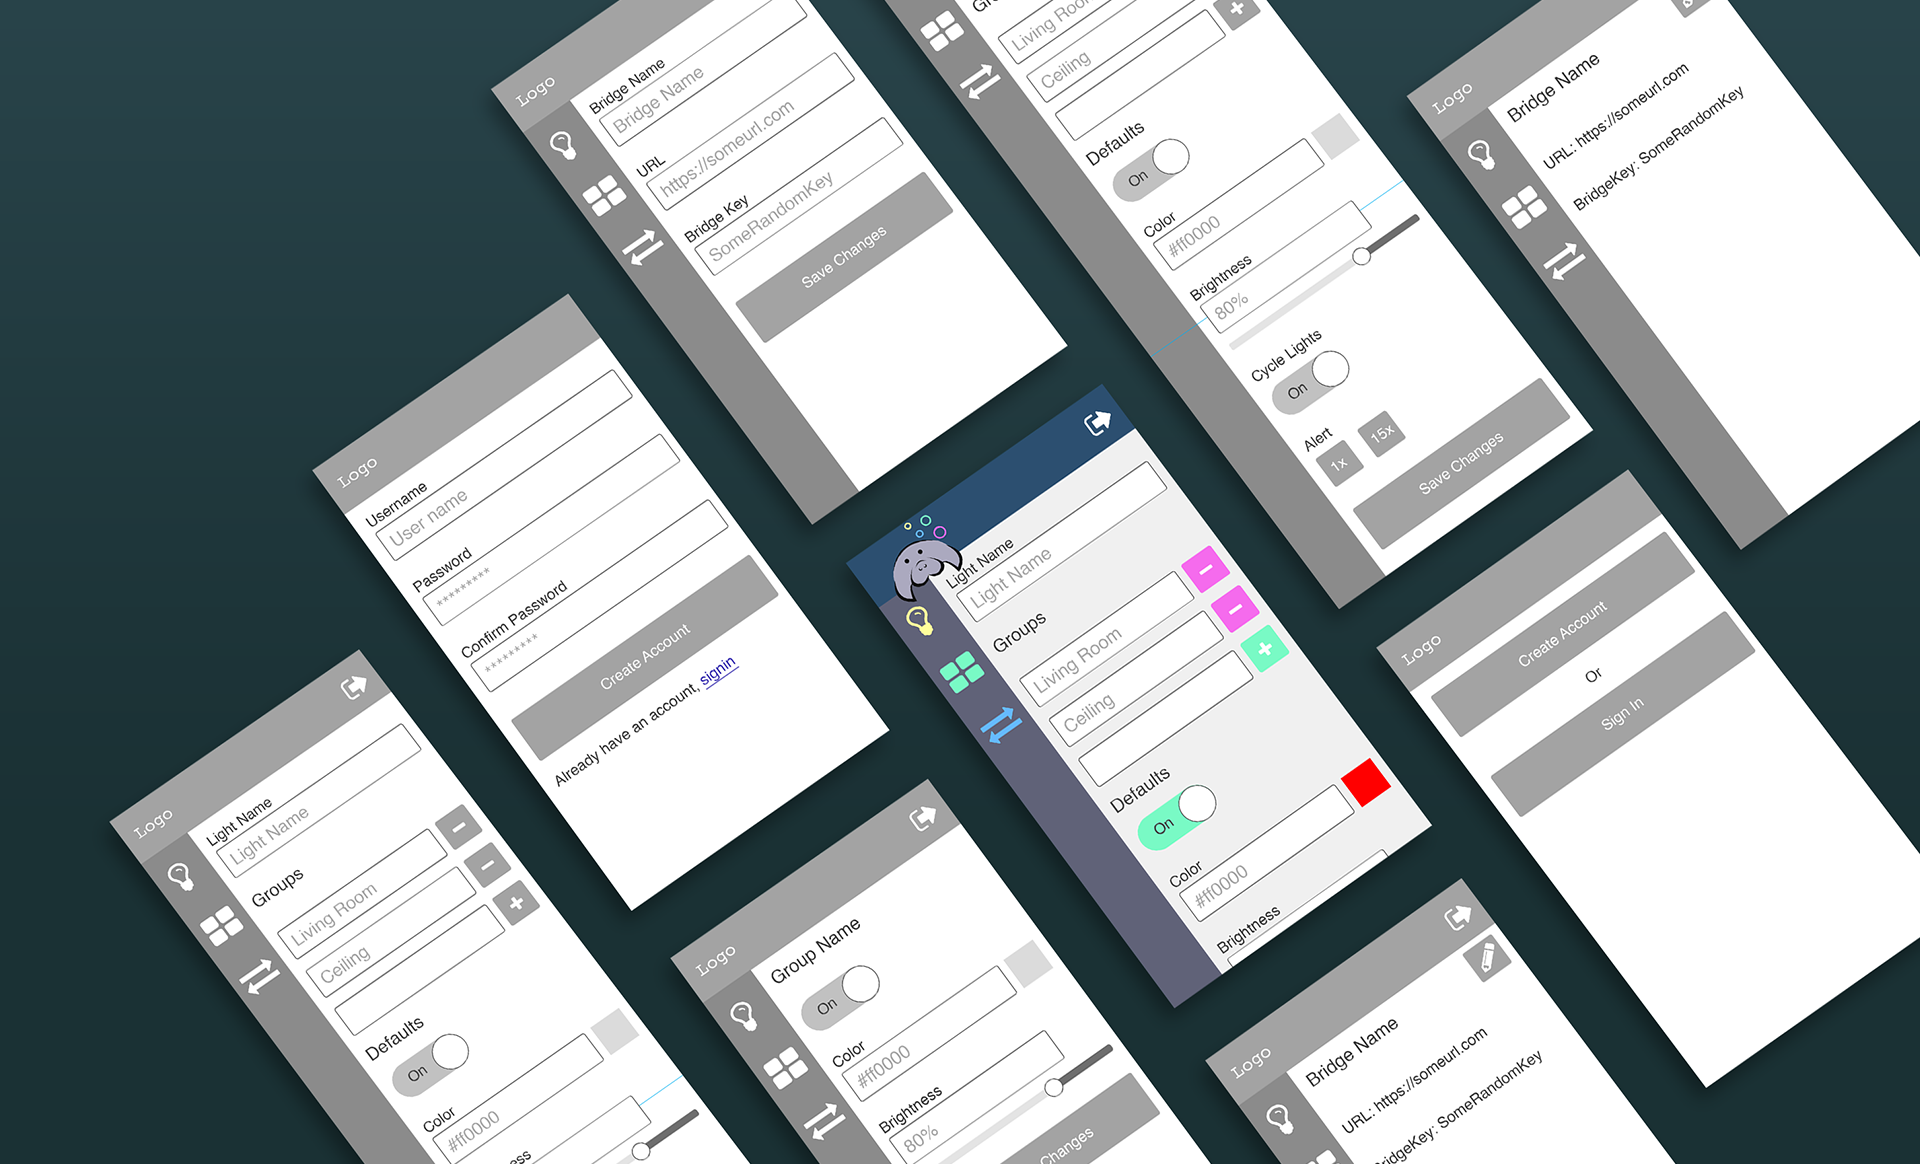 Logo
Bridge Name
Bridge Name
URL
https://someurl.com
Bridge Key
SomeRandomKey
Save Changes
Living Room
Ceiling
Defaults
On
Color
#ff0000
Brightness
80%
Cycle Lights
On
Alert
1x
15x
Save Changes
Logo
Bridge Name
URL: https://someurl.com
BridgeKey: SomeRandomKey
Logo
Username
User name
Password
*********
Confirm Password
*********
Create Account
Already have an account, signin
Light Name
Light Name
Groups
Living Room
Ceiling
Defaults
On
Color
#ff0000
Brightness
Logo
Create Account
Or
Sign In
Logo
Light Name
Light Name
Groups
Living Room
Ceiling
Defaults
On
Color
#ff0000
Logo
Group Name
On
Color
#ff0000
Brightness
80%
Changes
Logo
Bridge Name
URL: https://someurl.com
BridgeKey: SomeRandomKey